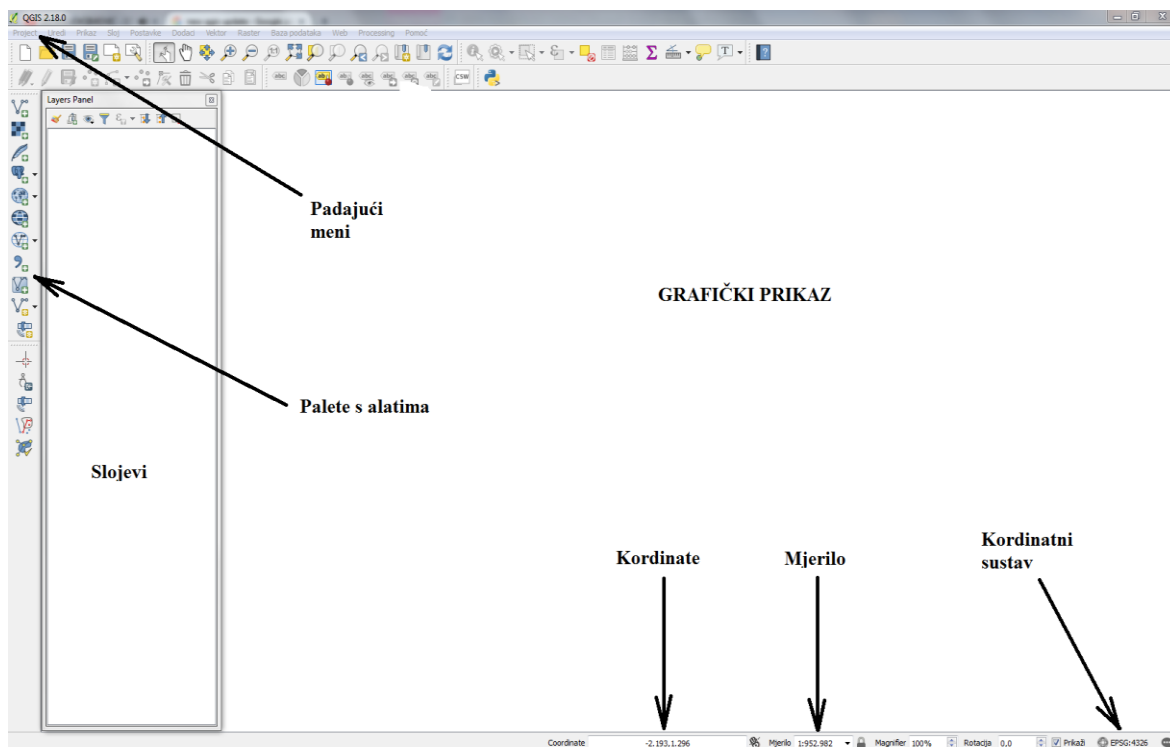 QGIS 2.18.0
Project Uredi Prikaz Sloj Postavke Dodaci Vektor Raster Baza podataka Web Processing Pomoć
abc CSW
Layers Panel
Padajući
meni
GRAFIČKI PRIKAZ
Palete s alatima
Slojevi
Kordinate
Mjerilo
Kordinatni
sustav
Coordinate -2.193,1.296 Mjerilo 1:952.982 Magnifier 100% Rotacija 0,0 Prikaži EPSG:4326